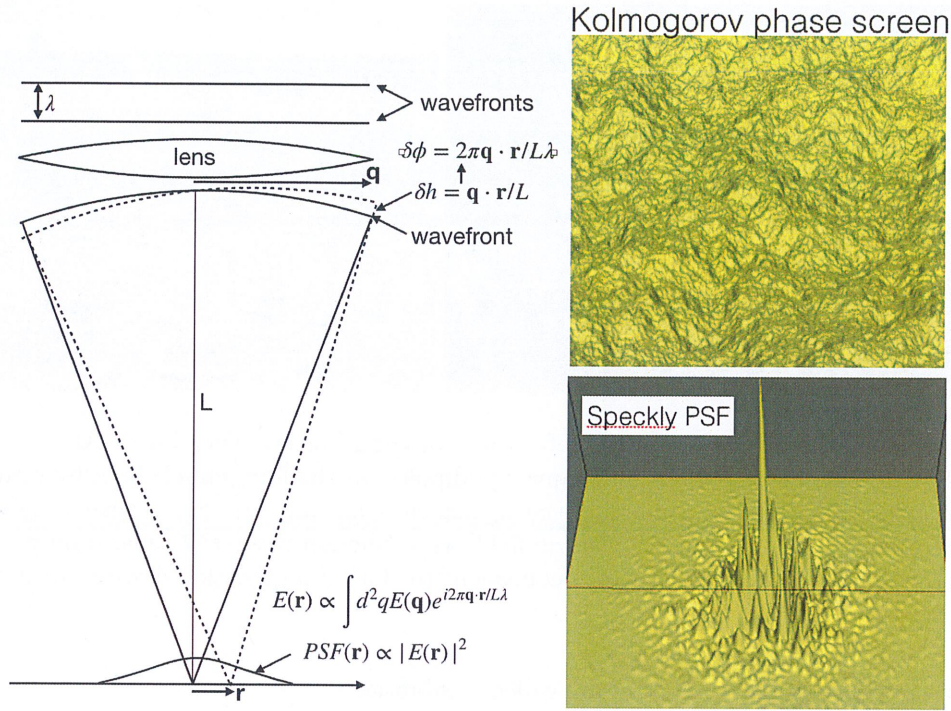 Kolmogorov phase screen
λ
wavefronts
lens
δϕ = 2πq · r/Lλ
q
δh = q · r/L
wavefront
L
Speckly PSF
E(r) ∝ ∫ d²qE(q)e^{i2πq·r/Lλ}
PSF(r) ∝ |E(r)|²
r